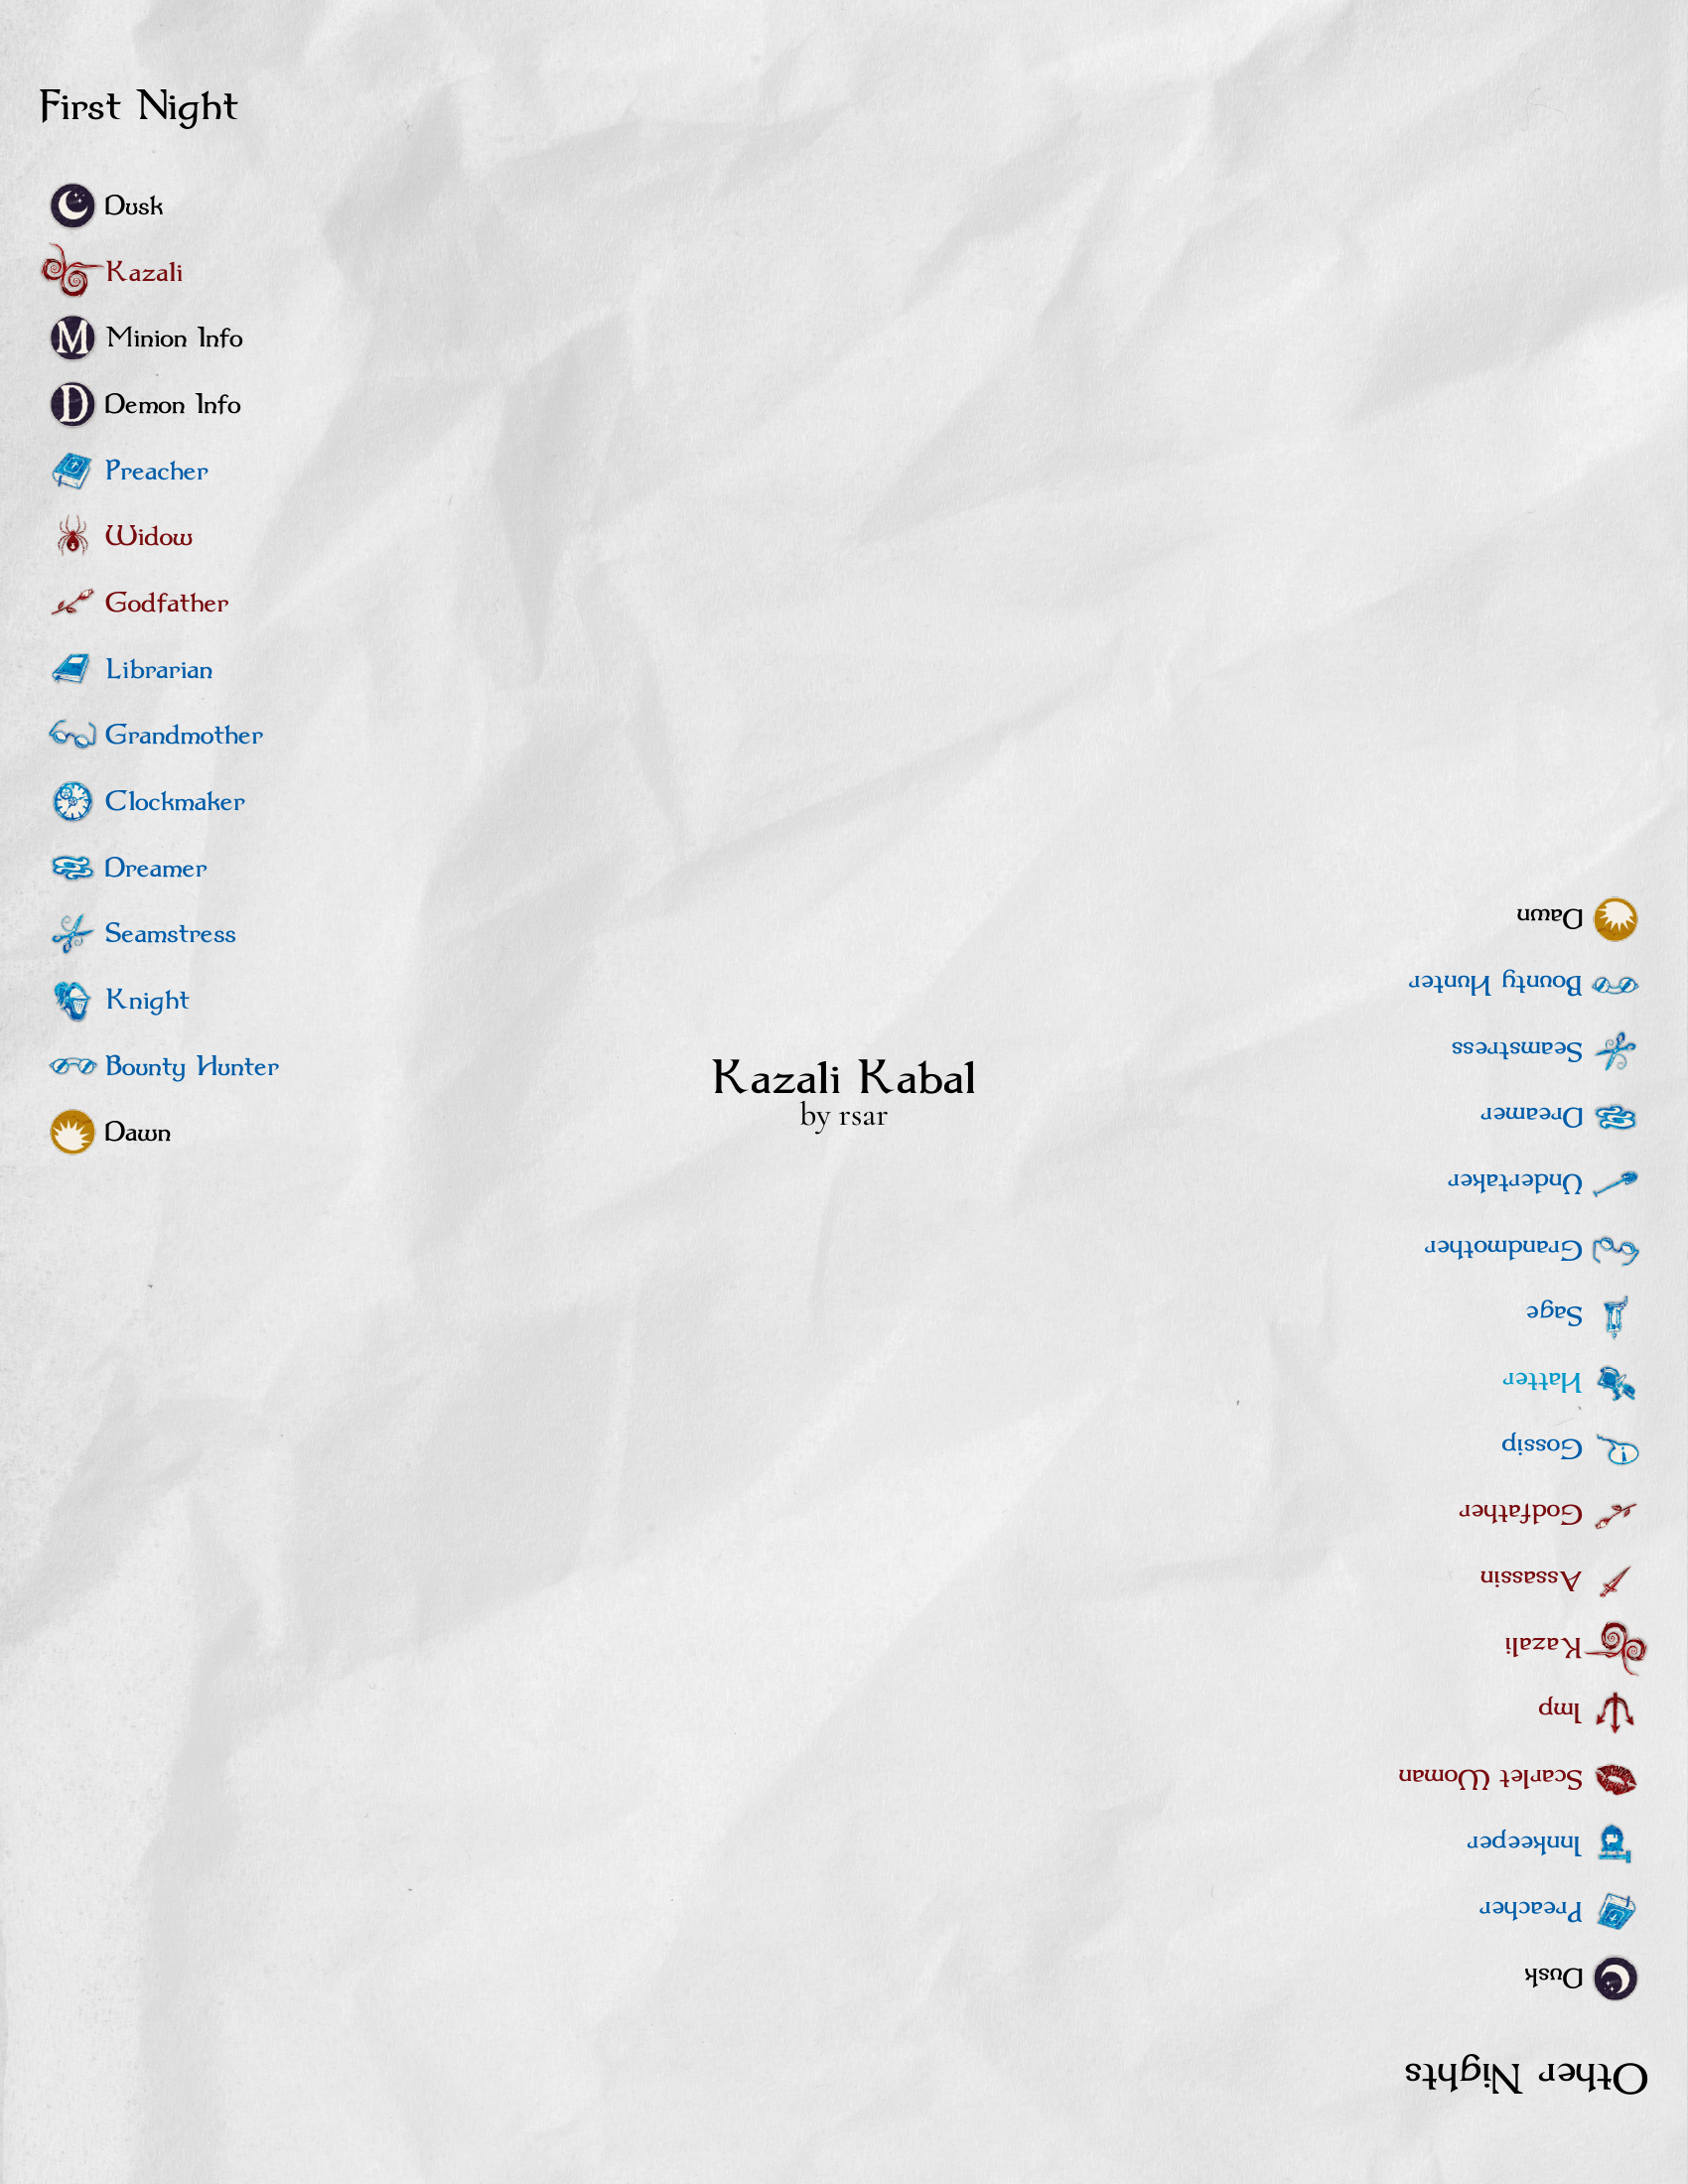 First Night
Dusk
Kazali
Minion Info
Demon Info
Preacher
Widow
Godfather
Librarian
Grandmother
Clockmaker
Dreamer
Seamstress
Knight
Bounty Hunter
Dawn
Kazali Kabal
by rsar
Other Nights
Dusk
Preacher
Innkeeper
Scarlet Woman
Imp
Kazali
Assassin
Godfather
Gossip
Hatter
Sage
Grandmother
Undertaker
Dreamer
Seamstress
Bounty Hunter
Dawn